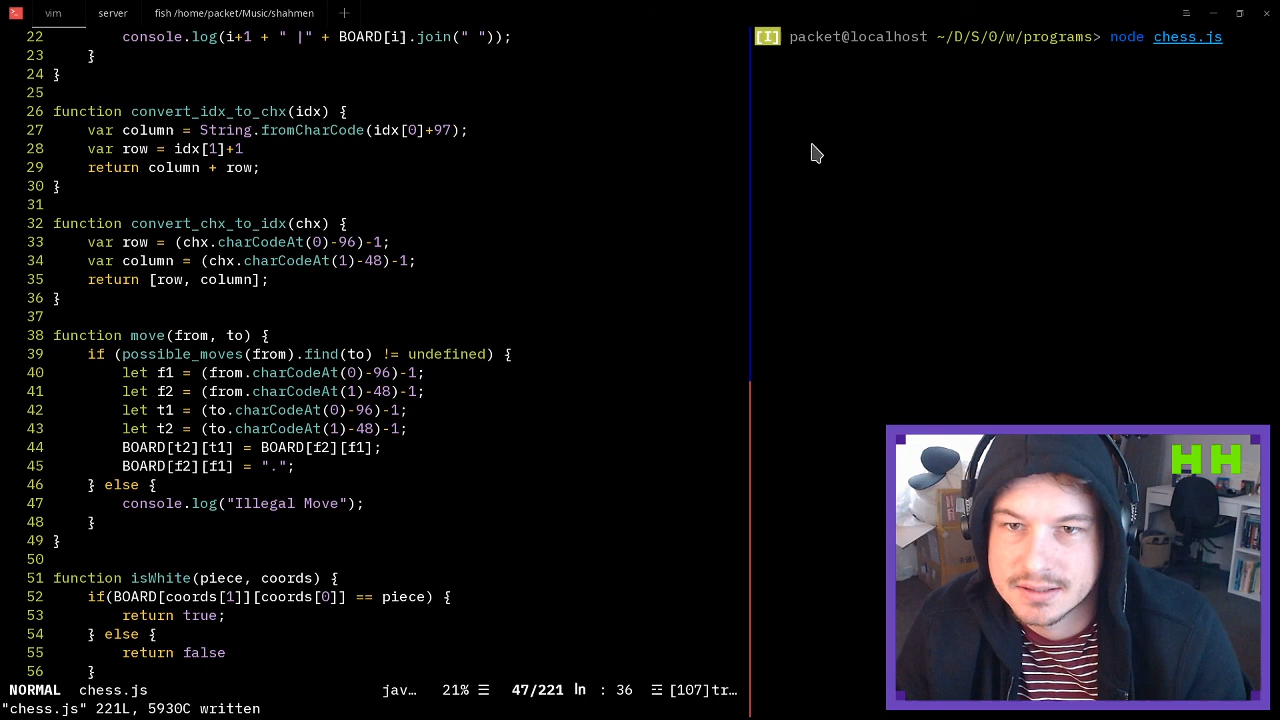 vim server fish /home/packet/Music/shahmen
22 console.log(i+1 + " |" + BOARD[i].join(" "));
23 }
24 }
25
26 function convert_idx_to_chx(idx) {
27 var column = String.fromCharCode(idx[0]+97);
28 var row = idx[1]+1
29 return column + row;
30 }
31
32 function convert_chx_to_idx(chx) {
33 var row = (chx.charCodeAt(0)-96)-1;
34 var column = (chx.charCodeAt(1)-48)-1;
35 return [row, column];
36 }
37
38 function move(from, to) {
39 if (possible_moves(from).find(to) != undefined) {
40 let f1 = (from.charCodeAt(0)-96)-1;
41 let f2 = (from.charCodeAt(1)-48)-1;
42 let t1 = (to.charCodeAt(0)-96)-1;
43 let t2 = (to.charCodeAt(1)-48)-1;
44 BOARD[t2][t1] = BOARD[f2][f1];
45 BOARD[f2][f1] = ".";
46 } else {
47 console.log("Illegal Move");
48 }
49 }
50
51 function isWhite(piece, coords) {
52 if(BOARD[coords[1]][coords[0]] == piece) {
53 return true;
54 } else {
55 return false
56 }
NORMAL chess.js jav… 21% ☰ 47/221 ln : 36 ☲ [107]tr…
"chess.js" 221L, 5930C written
[I] packet@localhost ~/D/S/0/w/programs> node chess.js
HH